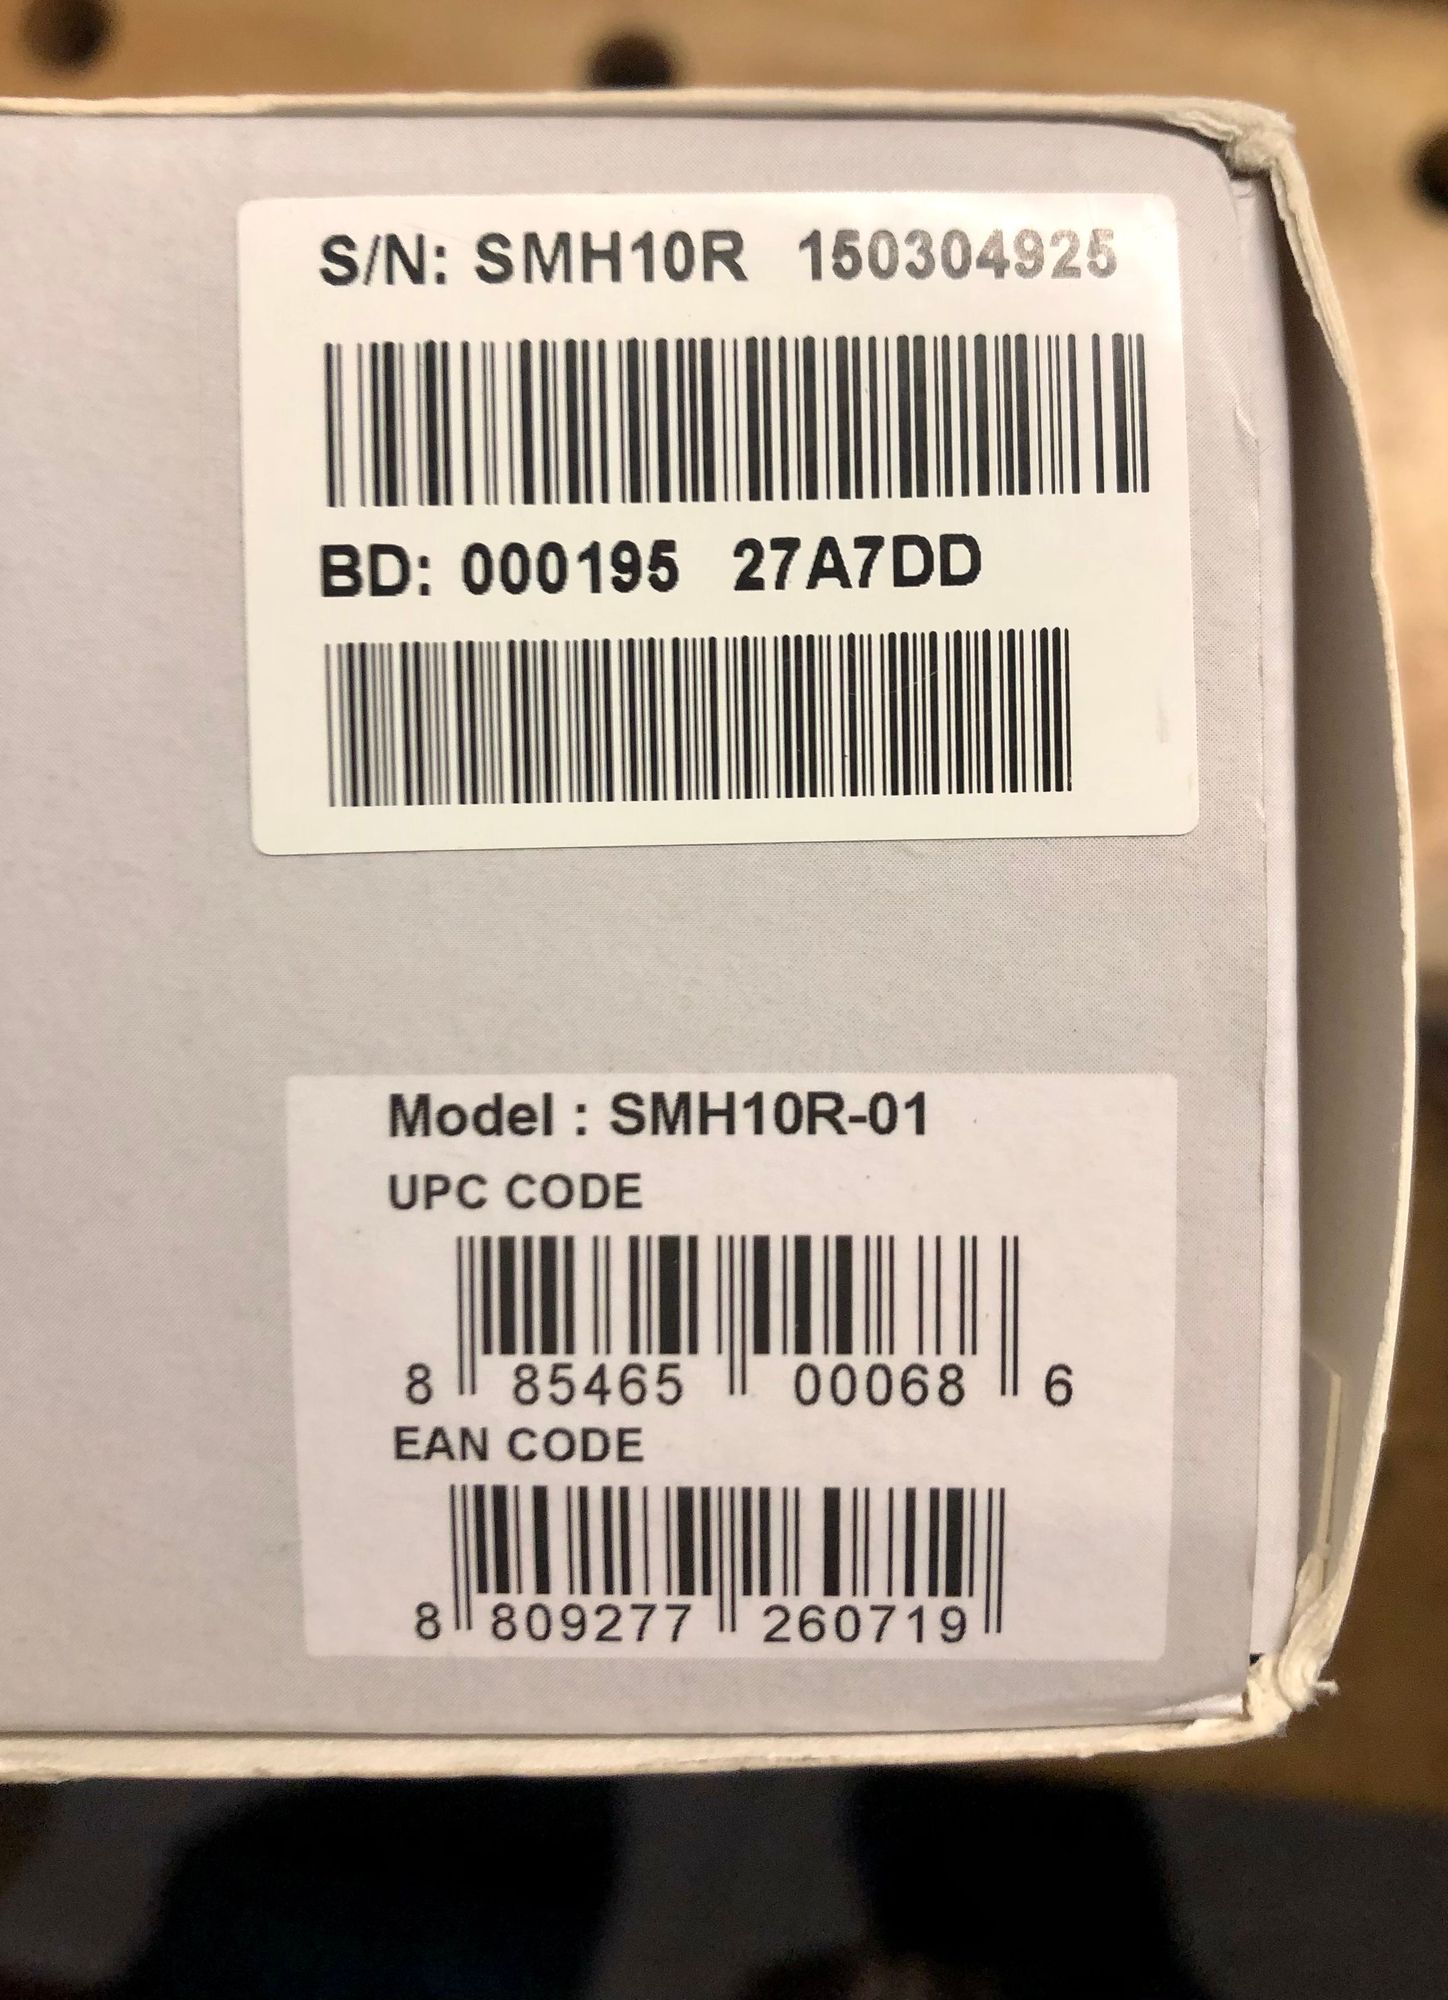 S/N: SMH10R 150304925
BD: 000195 27A7DD
Model : SMH10R-01
UPC CODE
8 85465 00068 6
EAN CODE
8 809277 260719